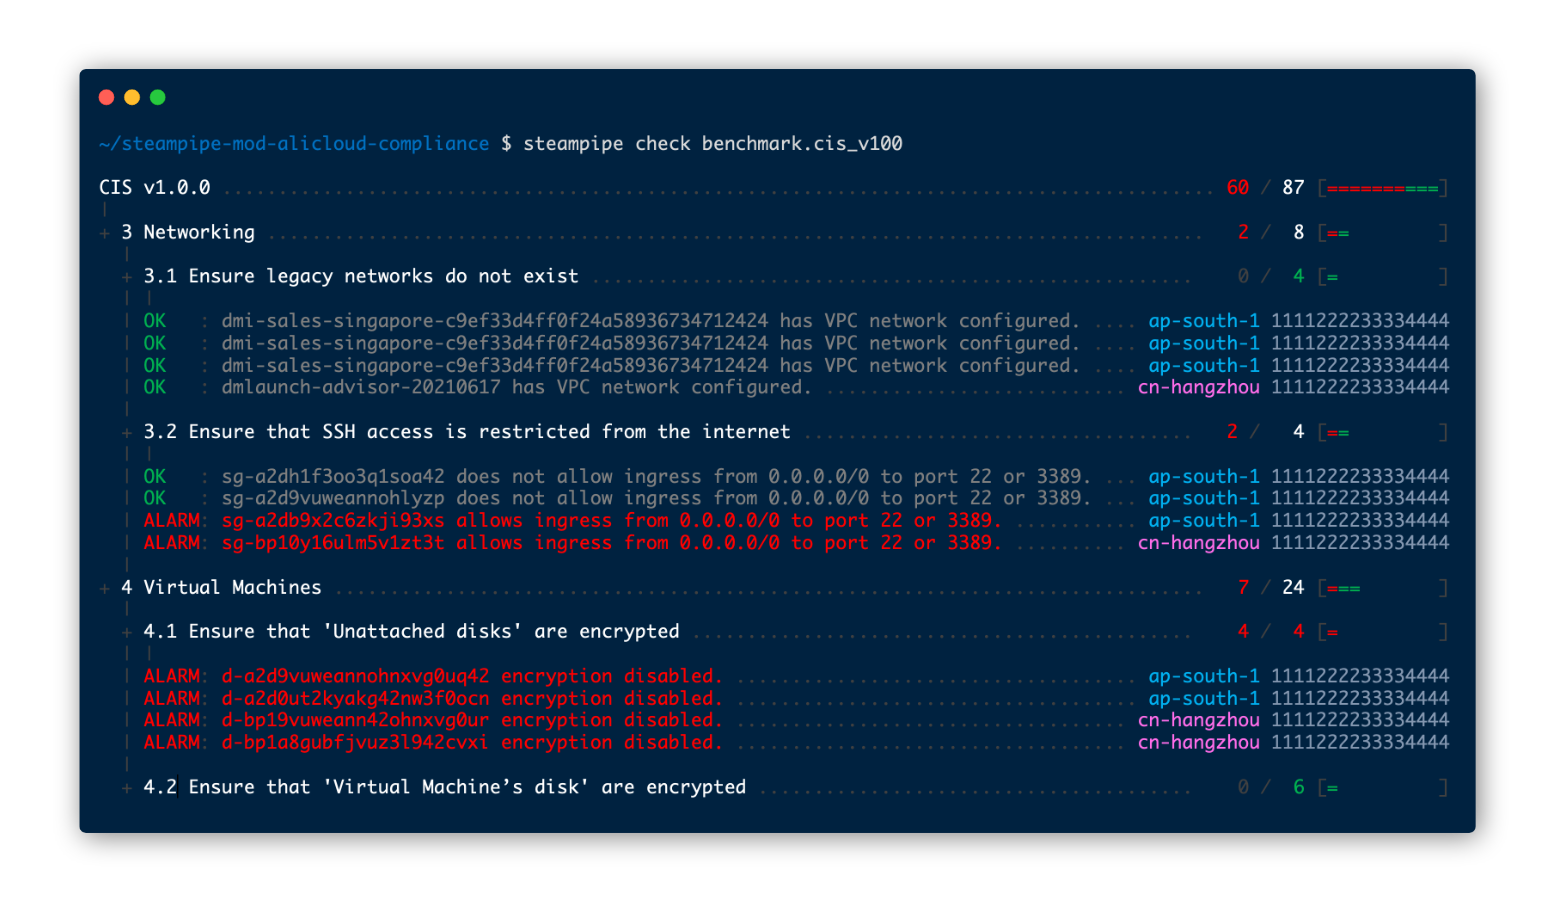 ~/steampipe-mod-alicloud-compliance $ steampipe check benchmark.cis_v100
CIS v1.0.0 ........................................................................................ 60 / 87 [==========]
|
+ 3 Networking .................................................................................... 2 / 8 [== ]
|
+ 3.1 Ensure legacy networks do not exist ...................................................... 0 / 4 [= ]
| |
| OK : dmi-sales-singapore-c9ef33d4ff0f24a58936734712424 has VPC network configured. .... ap-south-1 1111222233334444
| OK : dmi-sales-singapore-c9ef33d4ff0f24a58936734712424 has VPC network configured. .... ap-south-1 1111222233334444
| OK : dmi-sales-singapore-c9ef33d4ff0f24a58936734712424 has VPC network configured. .... ap-south-1 1111222233334444
| OK : dmlaunch-advisor-20210617 has VPC network configured. ........................... cn-hangzhou 1111222233334444
|
+ 3.2 Ensure that SSH access is restricted from the internet ................................... 2 / 4 [== ]
| |
| OK : sg-a2dh1f3oo3q1soa42 does not allow ingress from 0.0.0.0/0 to port 22 or 3389. ... ap-south-1 1111222233334444
| OK : sg-a2d9vuweannohlyzp does not allow ingress from 0.0.0.0/0 to port 22 or 3389. ... ap-south-1 1111222233334444
| ALARM: sg-a2db9x2c6zkji93xs allows ingress from 0.0.0.0/0 to port 22 or 3389. ........... ap-south-1 1111222233334444
| ALARM: sg-bp10y16ulm5v1zt3t allows ingress from 0.0.0.0/0 to port 22 or 3389. .......... cn-hangzhou 1111222233334444
|
+ 4 Virtual Machines .............................................................................. 7 / 24 [=== ]
|
+ 4.1 Ensure that 'Unattached disks' are encrypted ............................................. 4 / 4 [= ]
| |
| ALARM: d-a2d9vuweannohnxvg0uq42 encryption disabled. .................................... ap-south-1 1111222233334444
| ALARM: d-a2d0ut2kyakg42nw3f0ocn encryption disabled. .................................... ap-south-1 1111222233334444
| ALARM: d-bp19vuweann42ohnxvg0ur encryption disabled. ................................... cn-hangzhou 1111222233334444
| ALARM: d-bp1a8gubfjvuz3l942cvxi encryption disabled. ................................... cn-hangzhou 1111222233334444
|
+ 4.2 Ensure that 'Virtual Machine’s disk' are encrypted ....................................... 0 / 6 [= ]